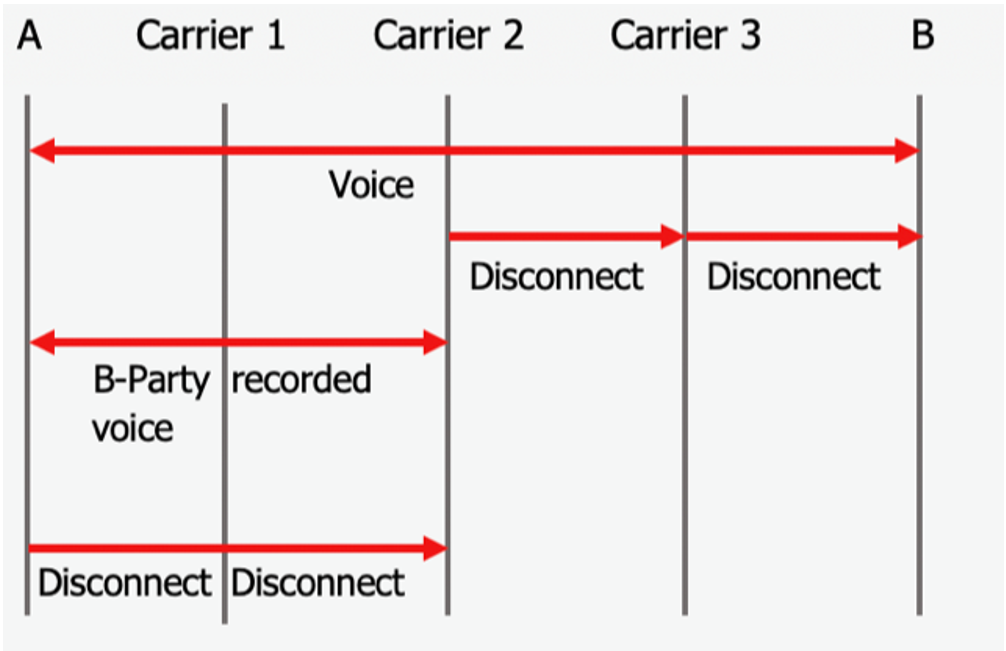 A Carrier 1 Carrier 2 Carrier 3 B
Voice
Disconnect Disconnect
B-Party recorded
voice
Disconnect Disconnect